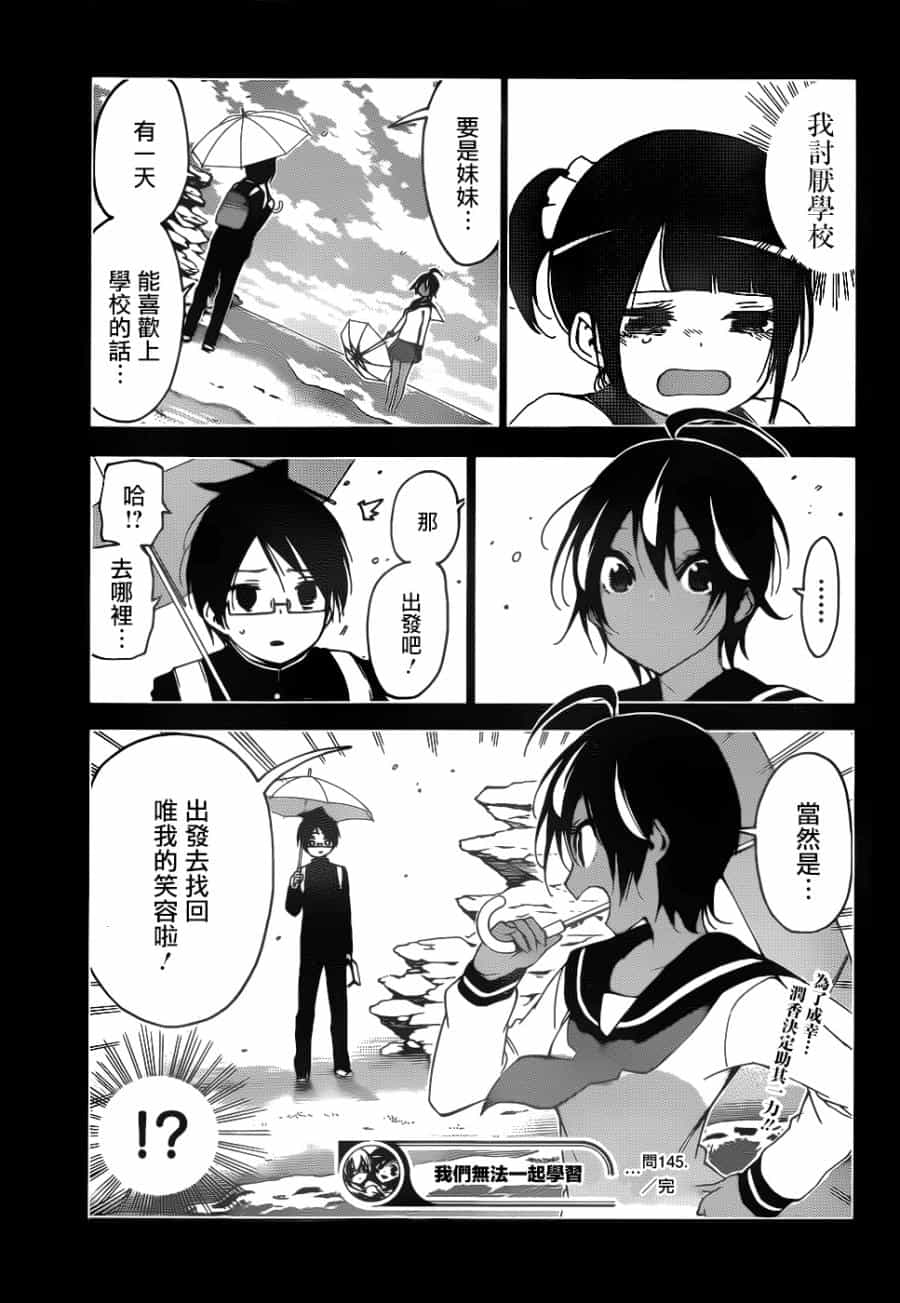 我討厭學校
要是妹妹…
有一天
能喜歡上
學校的話…
………
那
出發吧！
哈!?
去哪裡…
當然是…
出發去找回
唯我的笑容啦！
為了成幸…
潤香決定助其一力!!
!?
我們無法一起學習
…問145.
／完